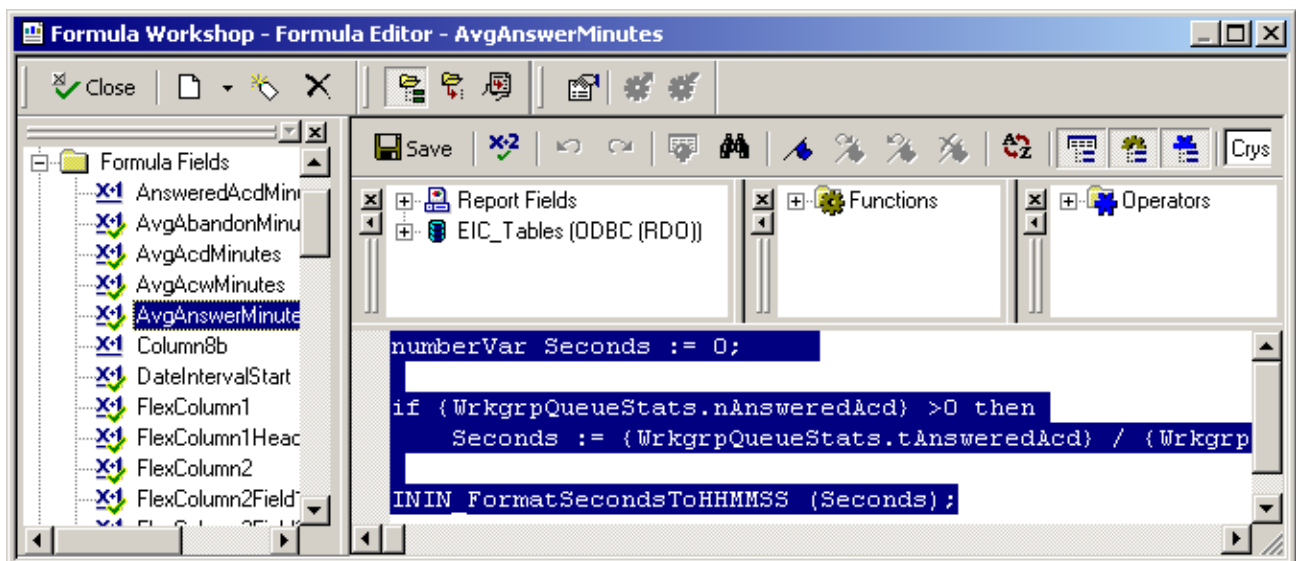 Formula Workshop - Formula Editor - AvgAnswerMinutes
Close
Save
Crys
Formula Fields
AnsweredAcdMin
AvgAbandonMinu
AvgAcdMinutes
AvgAcwMinutes
AvgAnswerMinute
Column8b
DateIntervalStart
FlexColumn1
FlexColumn1Head
FlexColumn2
FlexColumn2Field
Report Fields
EIC_Tables (ODBC (RDO))
Functions
Operators
numberVar Seconds := 0;
if {WrkgrpQueueStats.nAnsweredAcd} >0 then
Seconds := {WrkgrpQueueStats.tAnsweredAcd} / {Wrkgrp
ININ_FormatSecondsToHHMMSS (Seconds);